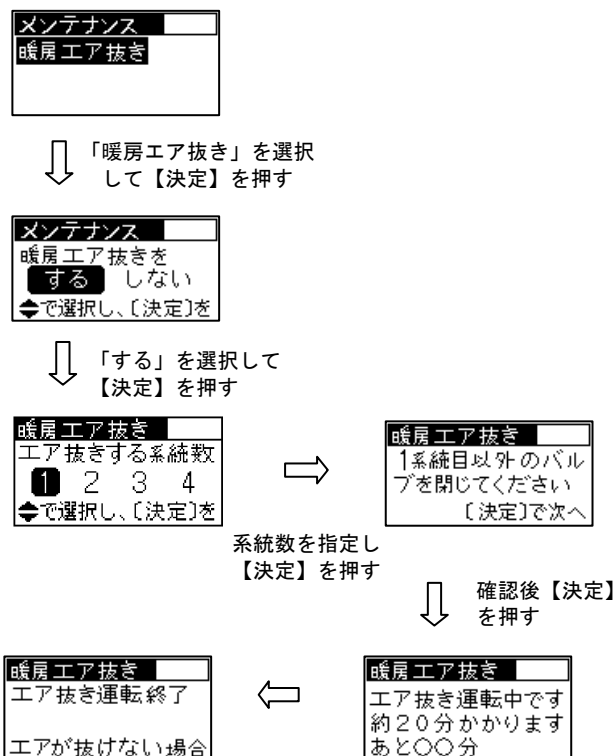 メンテナンス
暖房エア抜き
「暖房エア抜き」を選択
して【決定】を押す
メンテナンス
暖房エア抜きを
する しない
で選択し、〔決定〕を
「する」を選択して
【決定】を押す
暖房エア抜き
エア抜きする系統数
1 2 3 4
で選択し、〔決定〕を
系統数を指定し
【決定】を押す
暖房エア抜き
1系統目以外のバル
ブを閉じてください
〔決定〕で次へ
確認後【決定】
を押す
暖房エア抜き
エア抜き運転中です
約20分かかります
あと〇〇分
暖房エア抜き
エア抜き運転終了
エアが抜けない場合